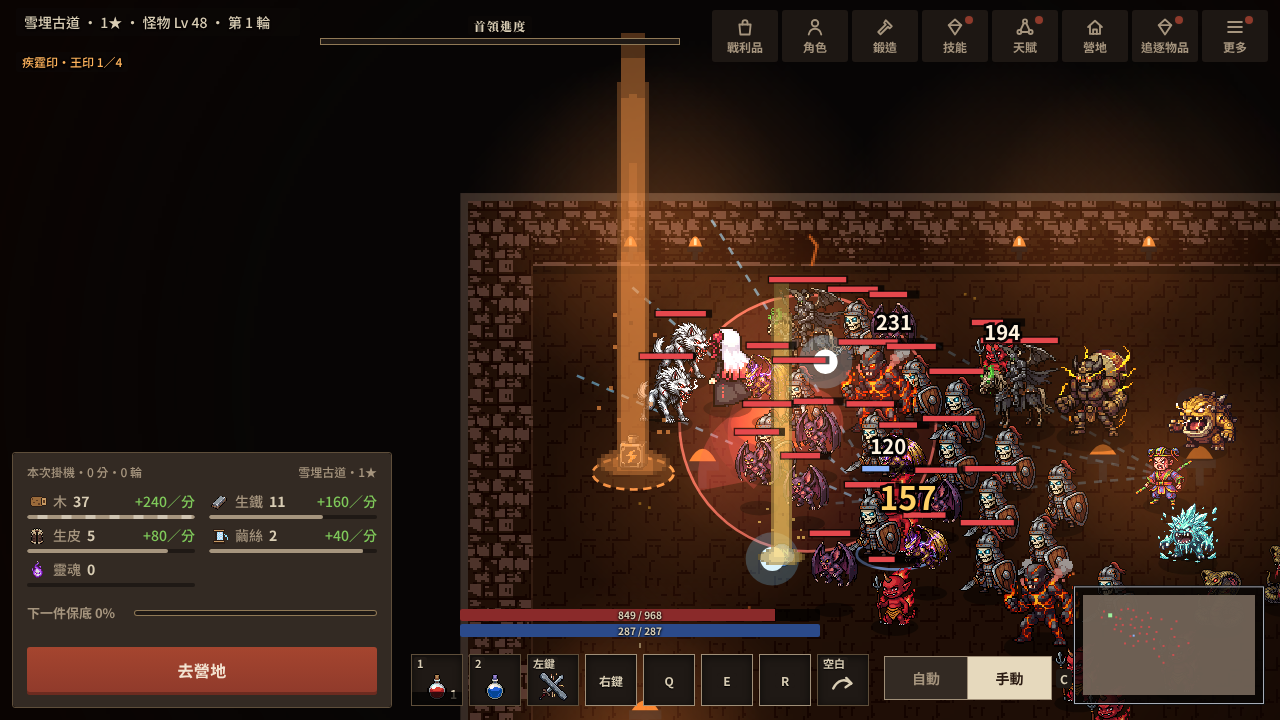 雪埋古道 · 1★ · 怪物 Lv 48 · 第 1 輪
疾霆印·王印 1／4
首領進度
戰利品
角色
鍛造
技能
天賦
營地
追逐物品
更多
231
194
120
157
本次掛機·0 分·0 輪
雪埋古道·1★
木 37 +240／分
生鐵 11 +160／分
生皮 5 +80／分
繭絲 2 +40／分
靈魂 0
下一件保底 0%
去營地
849 / 968
287 / 287
1
1
2
左鍵
右鍵
Q
E
R
空白
自動
手動
C